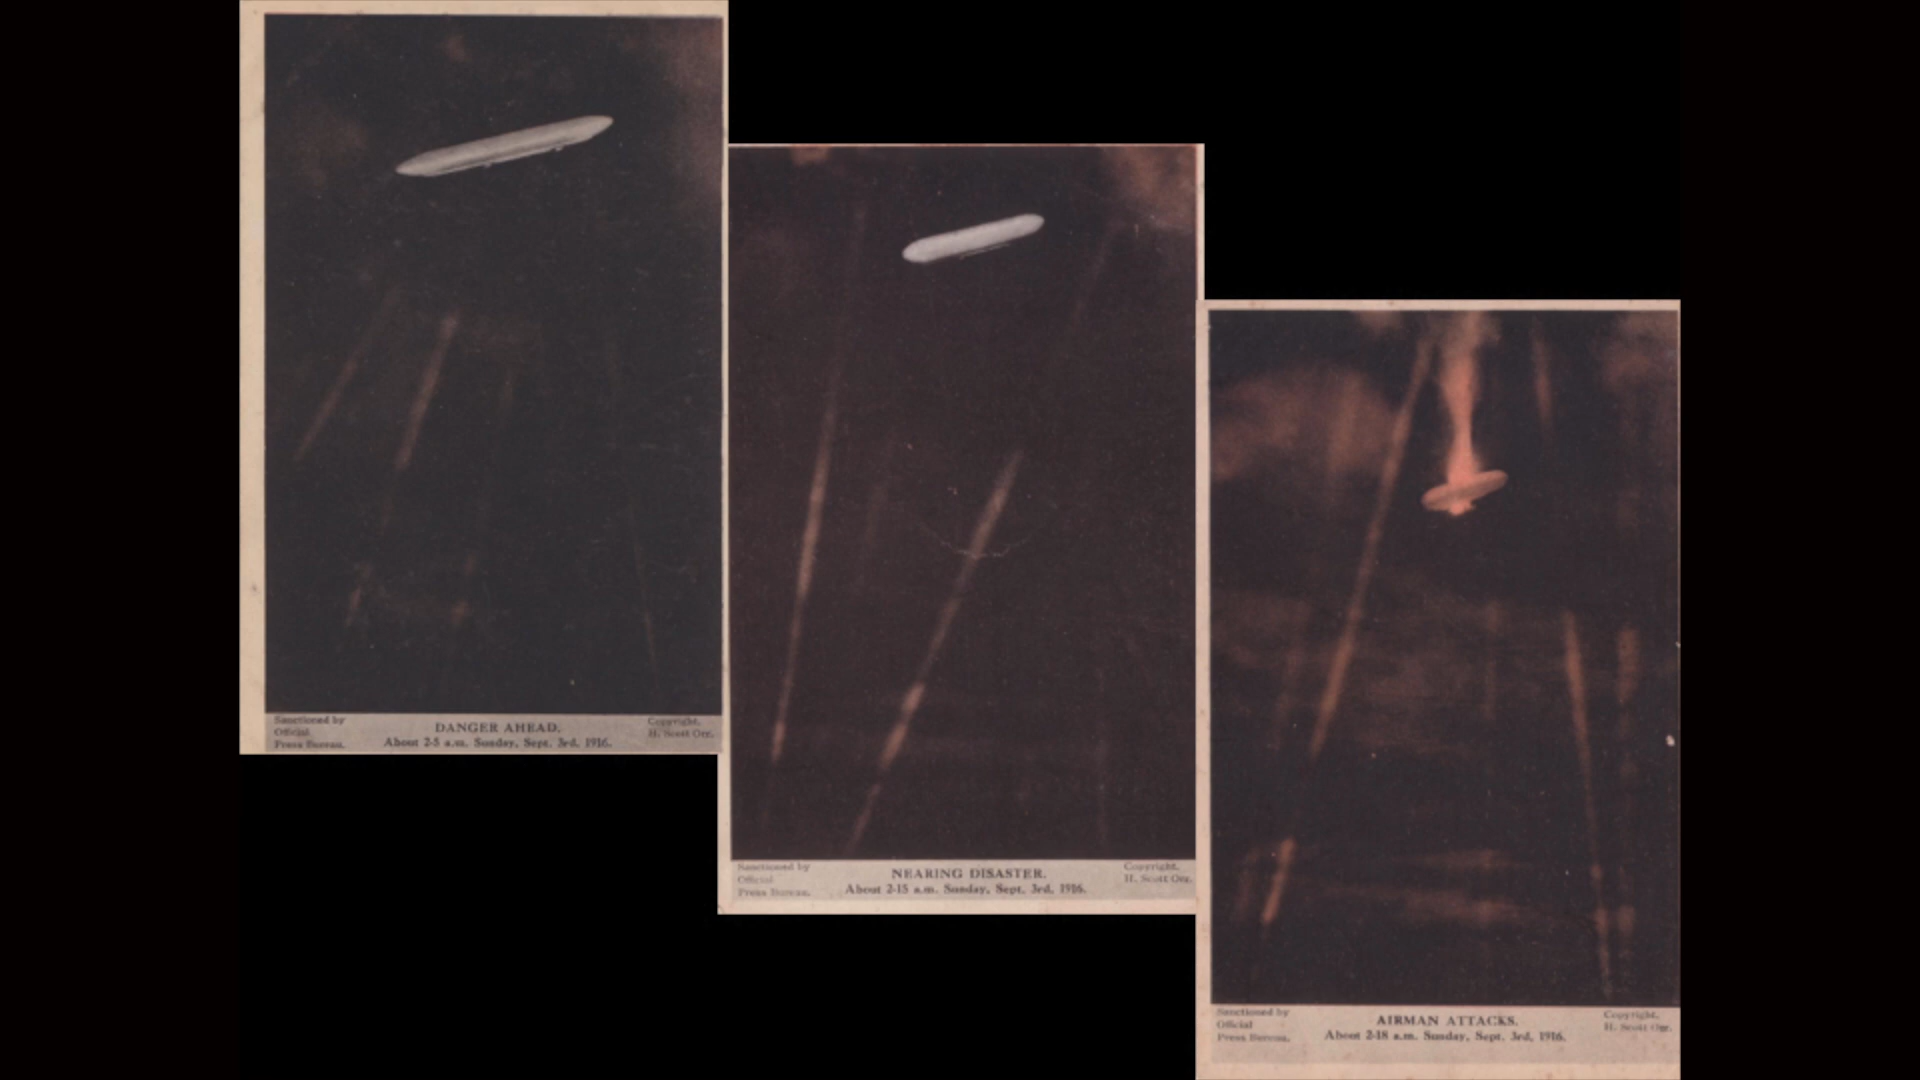 Sanctioned by
Official
Press Bureau.
DANGER AHEAD.
About 2-5 a.m. Sunday, Sept. 3rd, 1916.
Copyright.
H. Scott Orr.
Sanctioned by
Official
Press Bureau.
NEARING DISASTER.
About 2-15 a.m. Sunday, Sept. 3rd, 1916.
Copyright.
H. Scott Orr.
Sanctioned by
Official
Press Bureau.
AIRMAN ATTACKS.
About 2-18 a.m. Sunday, Sept. 3rd, 1916.
Copyright.
H. Scott Orr.